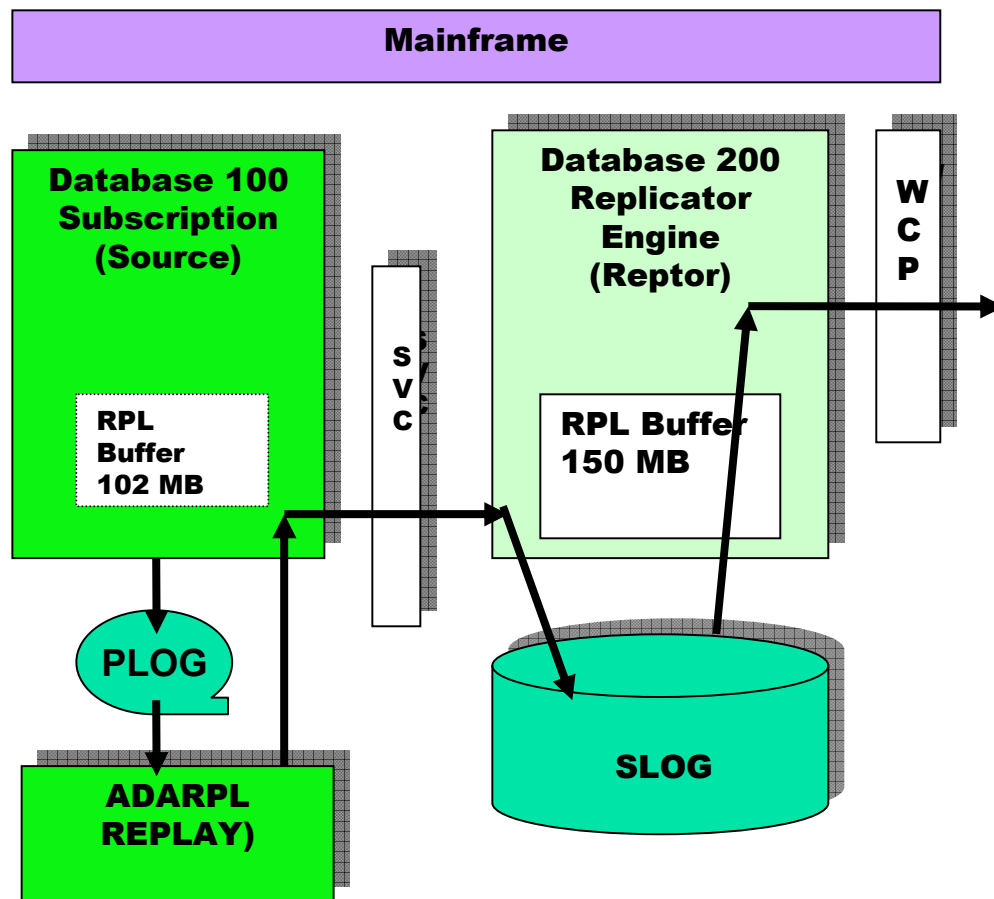 Mainframe
Database 100
Subscription
(Source)
RPL
Buffer
102 MB
S
V
C
Database 200
Replicator
Engine
(Reptor)
RPL Buffer
150 MB
W
C
P
PLOG
ADARPL
REPLAY)
SLOG